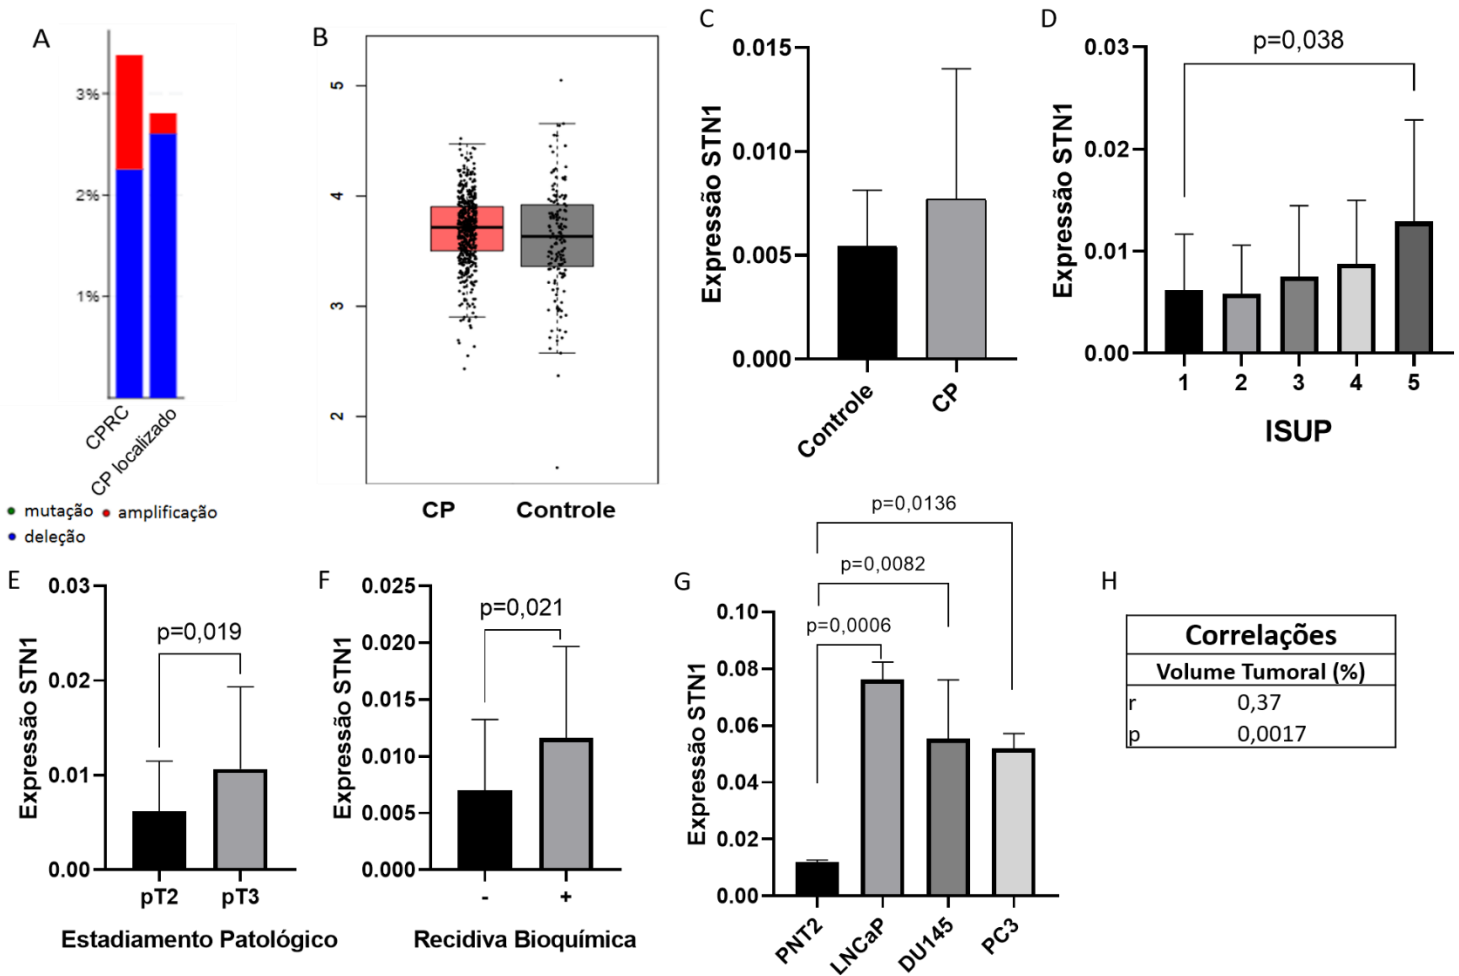 A
3%
2%
1%
CPRC
CP localizado
mutação
amplificação
deleção
B
5
4
3
2
CP
Controle
C
Expressão STN1
0.015
0.010
0.005
0.000
Controle
CP
D
Expressão STN1
p=0,038
0.03
0.02
0.01
0.00
1 2 3 4 5
ISUP
E
Expressão STN1
0.03
p=0,019
0.02
0.01
0.00
pT2 pT3
Estadiamento Patológico
F
Expressão STN1
0.025
p=0,021
0.020
0.015
0.010
0.005
0.000
- +
Recidiva Bioquímica
G
Expressão STN1
p=0,0136
p=0,0082
p=0,0006
0.10
0.08
0.06
0.04
0.02
0.00
PNT2
LNCaP
DU145
PC3
H
Correlações
Volume Tumoral (%)
r 0,37
p 0,0017